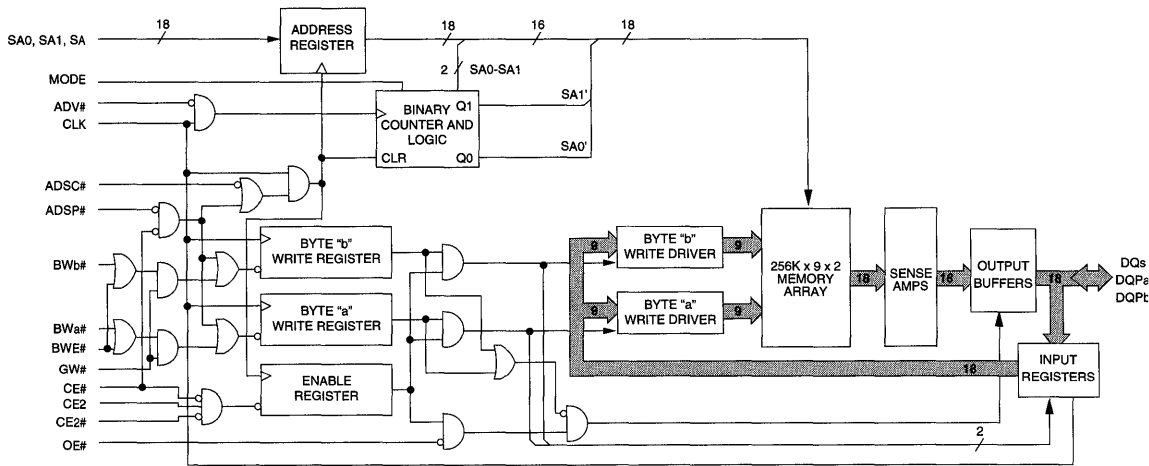 SA0, SA1, SA
18
ADDRESS
REGISTER
18
16
18
2
SA0-SA1
MODE
ADV#
CLK
BINARY
COUNTER AND
LOGIC
Q1
Q0
CLR
SA1'
SA0'
ADSC#
ADSP#
BWb#
BWa#
BWE#
GW#
CE#
CE2
CE2#
OE#
BYTE "b"
WRITE REGISTER
BYTE "a"
WRITE REGISTER
ENABLE
REGISTER
9
BYTE "b"
WRITE DRIVER
9
9
BYTE "a"
WRITE DRIVER
9
256K x 9 x 2
MEMORY
ARRAY
18
SENSE
AMPS
18
OUTPUT
BUFFERS
18
DQs
DQPa
DQPb
18
INPUT
REGISTERS
2